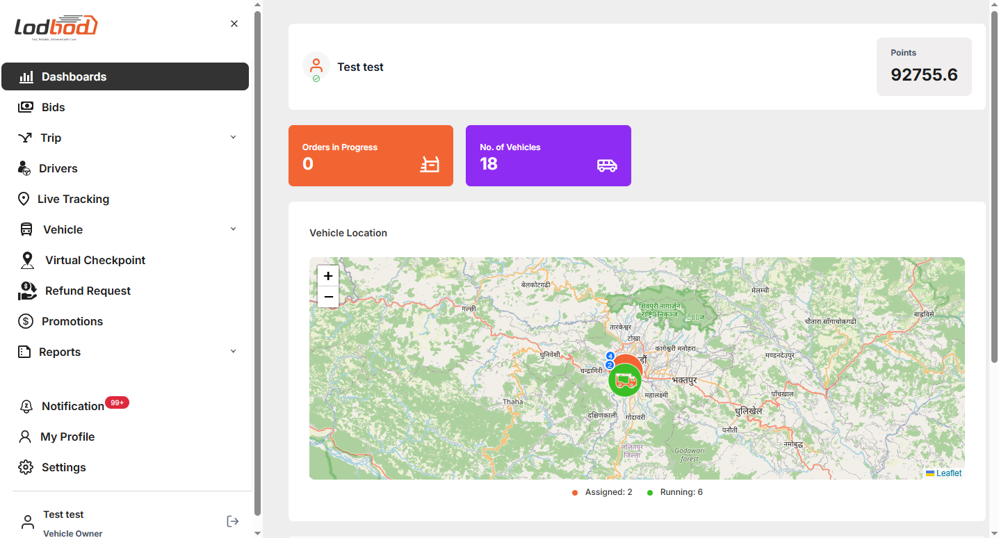 lodbod
Fast, Reliable, Delivered with Care
Dashboards
Bids
Trip
Drivers
Live Tracking
Vehicle
Virtual Checkpoint
Refund Request
Promotions
Reports
Notification 99+
My Profile
Settings
Test test
Vehicle Owner
Test test
Points
92755.6
Orders in Progress
0
No. of Vehicles
18
Vehicle Location
+
−
बेलकोटगढी
मेलम्ची
गल्छी
शिवपुरी नागार्जुन
राष्ट्रिय निकुञ्ज
बाह्रविसे
चौतारा साँगाचोकगढी
तारकेश्वर
टोखा
कागेश्वरी मनोहरा
धुनिवेशी
मण्डनदेउपुर
4
2
चन्द्रागिरी
भक्तपुर
महालक्ष्मी
पाँचखाल
Thaha
दक्षिणकाली
गोदावरी
धुलिखेल
पनौती
नमोबुद्ध
ललितपुर
जिल्ला
Godawari
forest
Leaflet
Assigned: 2
Running: 6